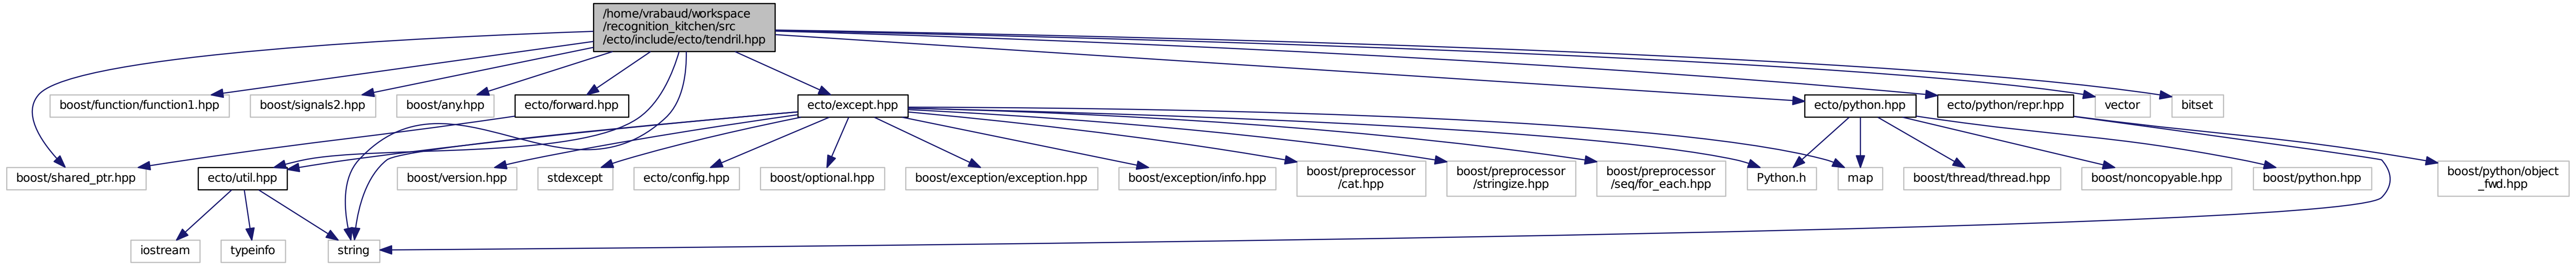 /home/vrabaud/workspace
/recognition_kitchen/src
/ecto/include/ecto/tendril.hpp
boost/function/function1.hpp
boost/signals2.hpp
boost/any.hpp
ecto/forward.hpp
ecto/except.hpp
ecto/python.hpp
ecto/python/repr.hpp
vector
bitset
boost/shared_ptr.hpp
ecto/util.hpp
boost/version.hpp
stdexcept
ecto/config.hpp
boost/optional.hpp
boost/exception/exception.hpp
boost/exception/info.hpp
boost/preprocessor
/cat.hpp
boost/preprocessor
/stringize.hpp
boost/preprocessor
/seq/for_each.hpp
Python.h
map
boost/thread/thread.hpp
boost/noncopyable.hpp
boost/python.hpp
boost/python/object
_fwd.hpp
iostream
typeinfo
string